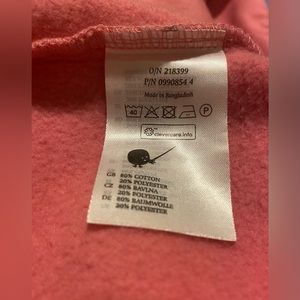 O/N 218399
P/N 0990854 4
Made in Bangladesh
40 P
clevercare.info
GB 80% COTTON
20% POLYESTER
CZ 80% BAVLNA
20% POLYESTER
DE 80% BAUMWOLLE
20% POLYESTER